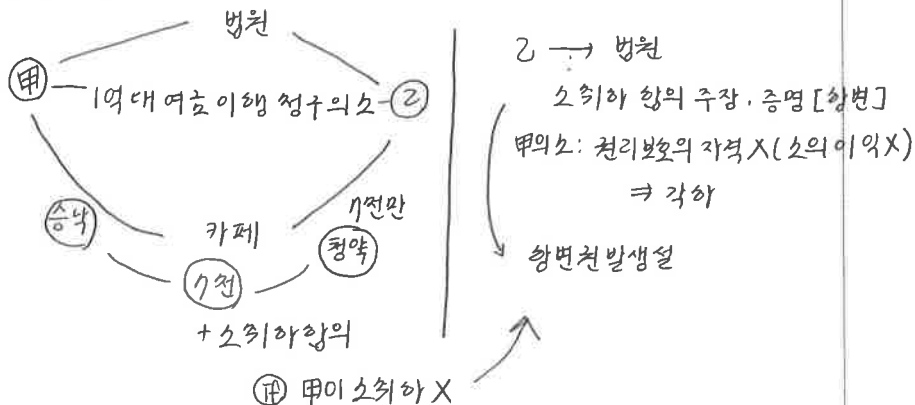 법원
甲
1억 대여금 이행청구의 소
乙
승낙
카페
7천만
청약
7천
+ 소취하합의
if 甲이 소취하 X
乙 → 법원
소취하 합의 주장·증명 [항변]
甲의 소: 권리보호의 자격 X (소의 이익 X)
⇒ 각하
항변권발생설